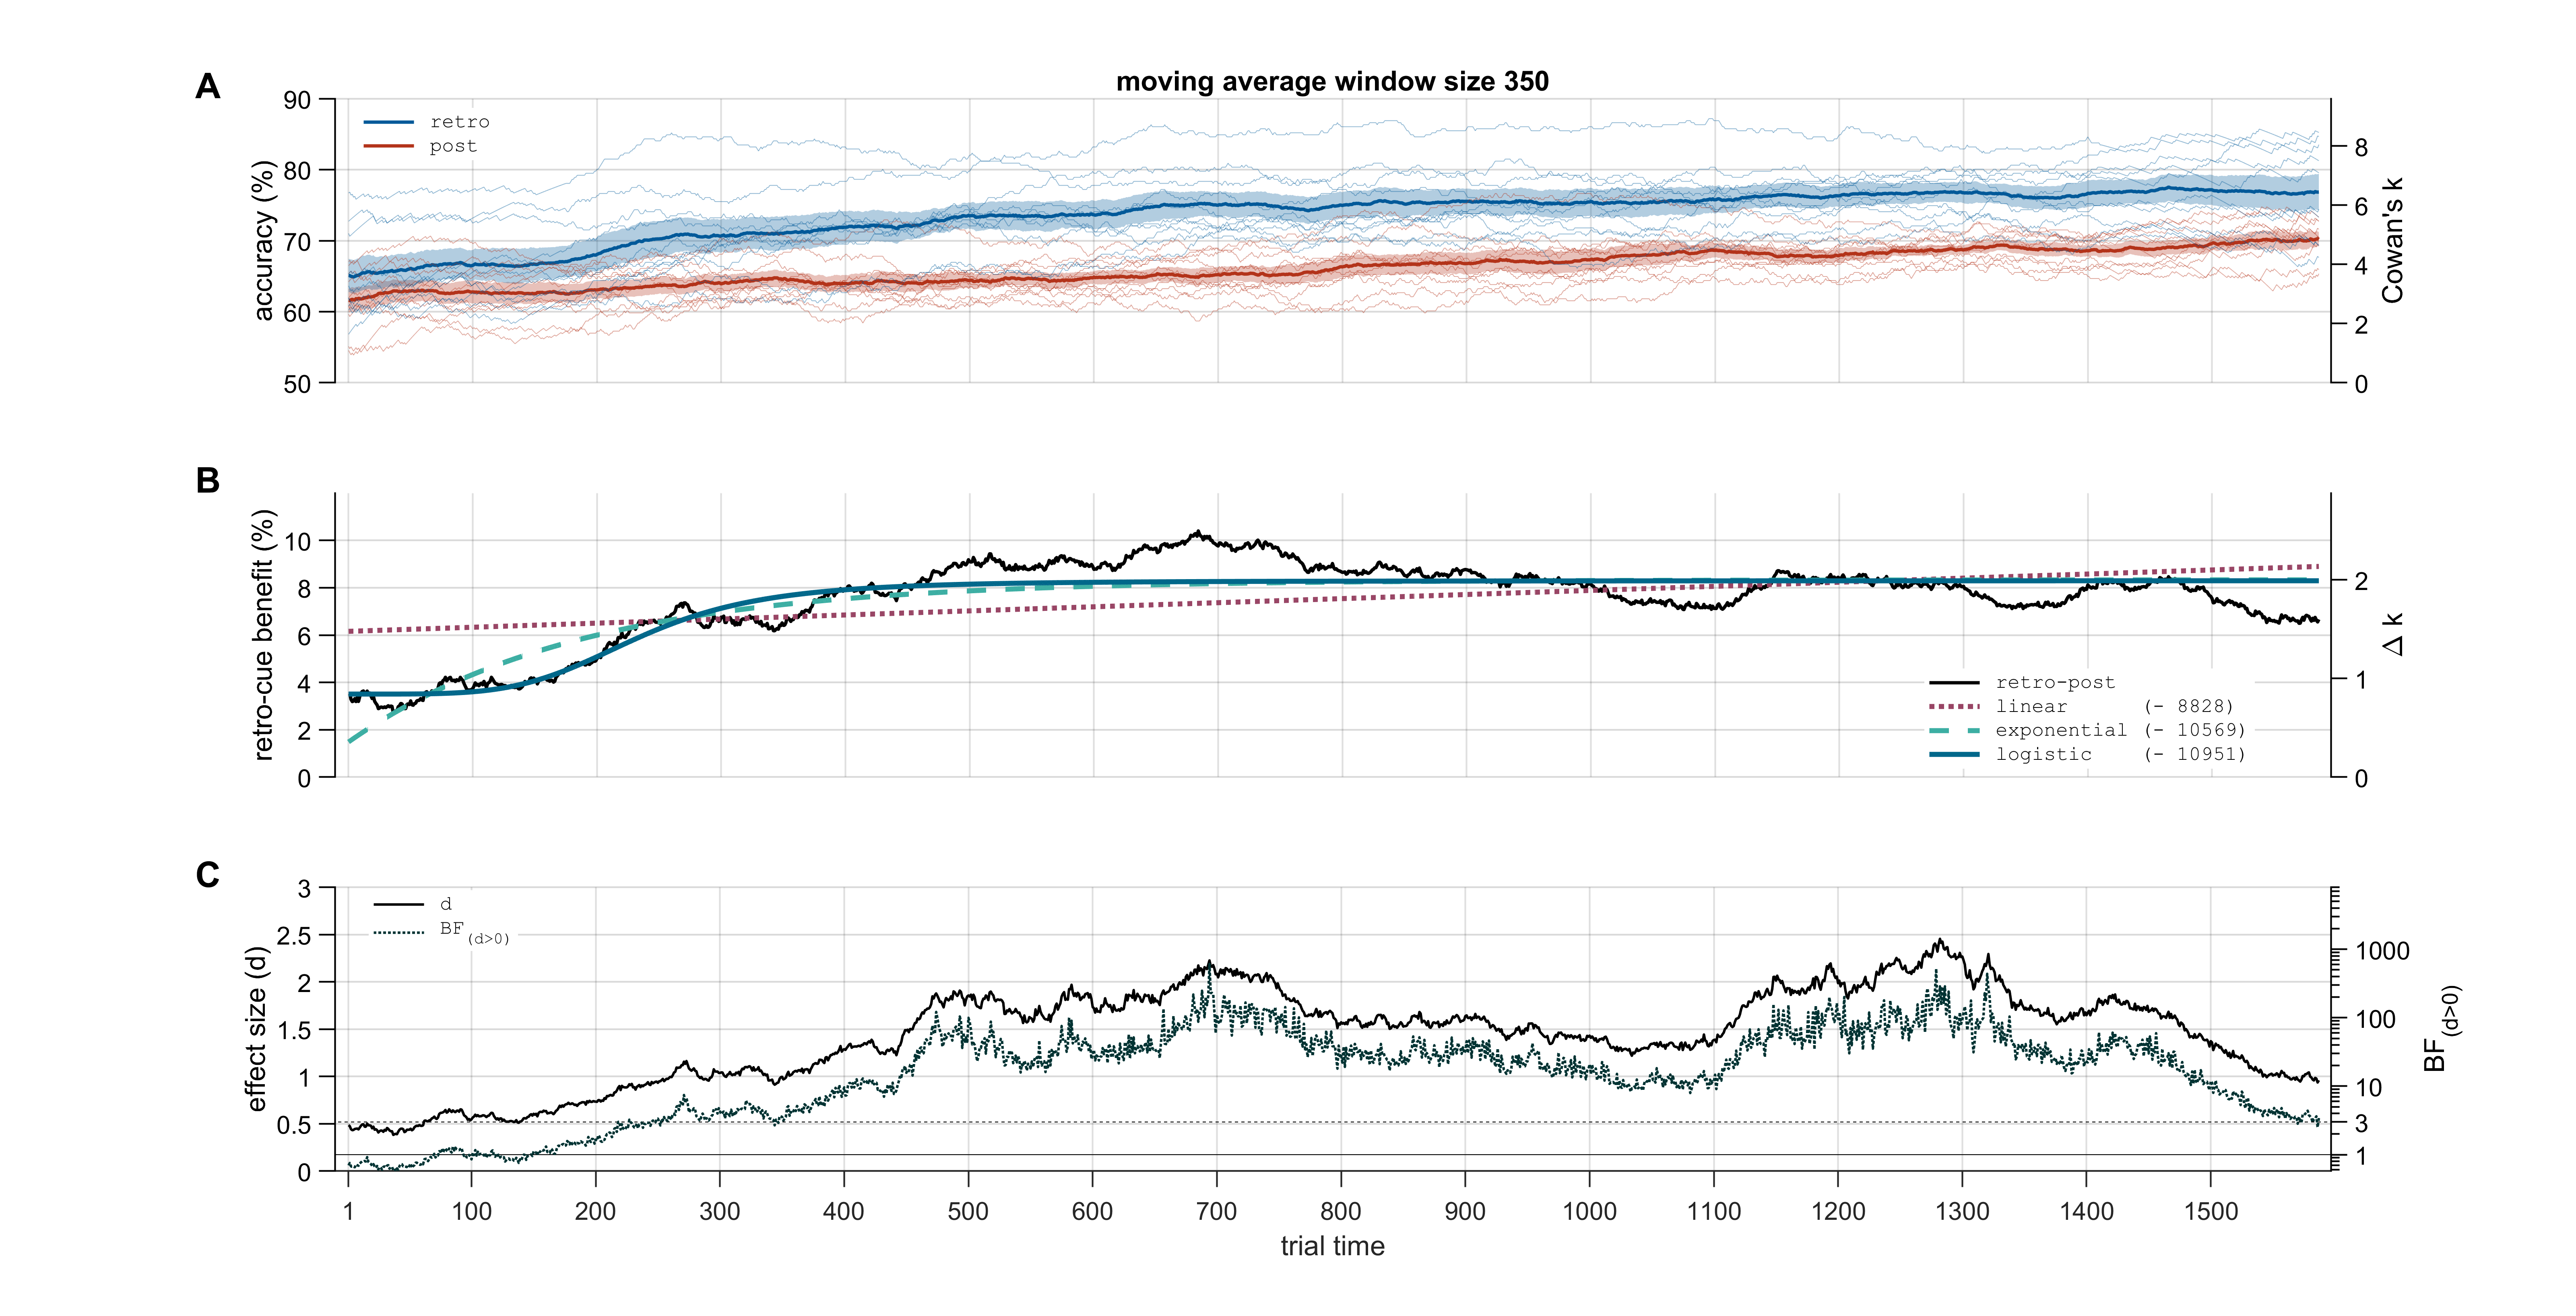 A
moving average window size 350
accuracy (%)
90
80
70
60
50
retro
post
8
6
4
2
0
Cowan's k
B
retro-cue benefit (%)
10
8
6
4
2
0
retro-post
linear (- 8828)
exponential (- 10569)
logistic (- 10951)
2
1
0
Δ k
C
effect size (d)
3
2.5
2
1.5
1
0.5
0
d
BF(d>0)
1000
100
10
3
1
BF(d>0)
1 100 200 300 400 500 600 700 800 900 1000 1100 1200 1300 1400 1500
trial time